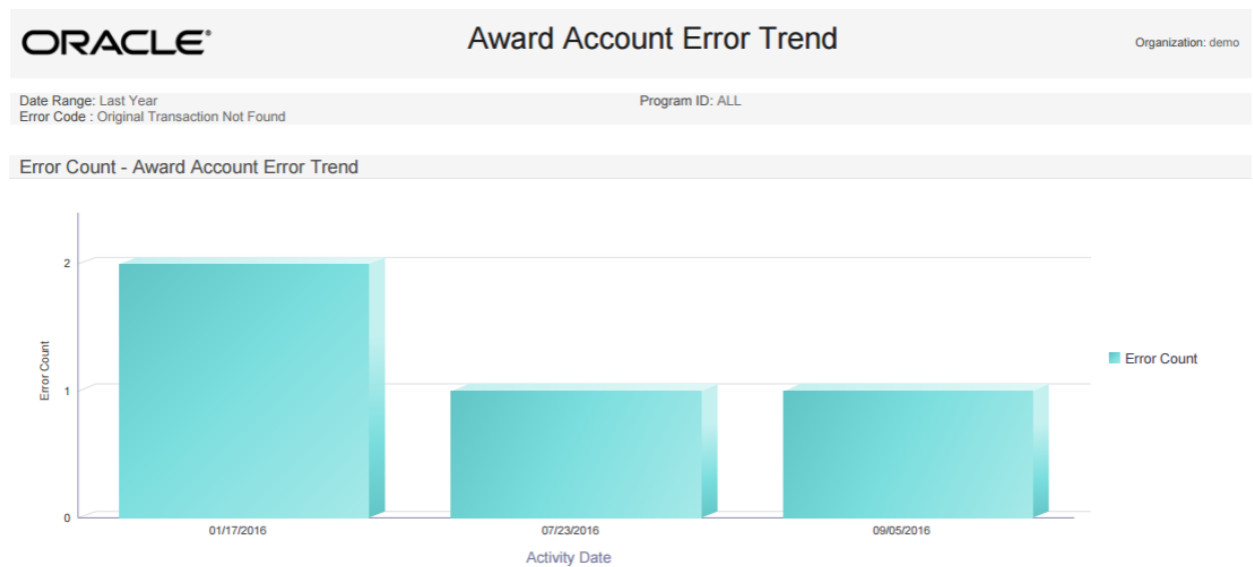 ORACLE®
Award Account Error Trend
Organization: demo
Date Range: Last Year
Program ID: ALL
Error Code : Original Transaction Not Found
Error Count - Award Account Error Trend
2
1
0
Error Count
01/17/2016
07/23/2016
09/05/2016
Activity Date
Error Count